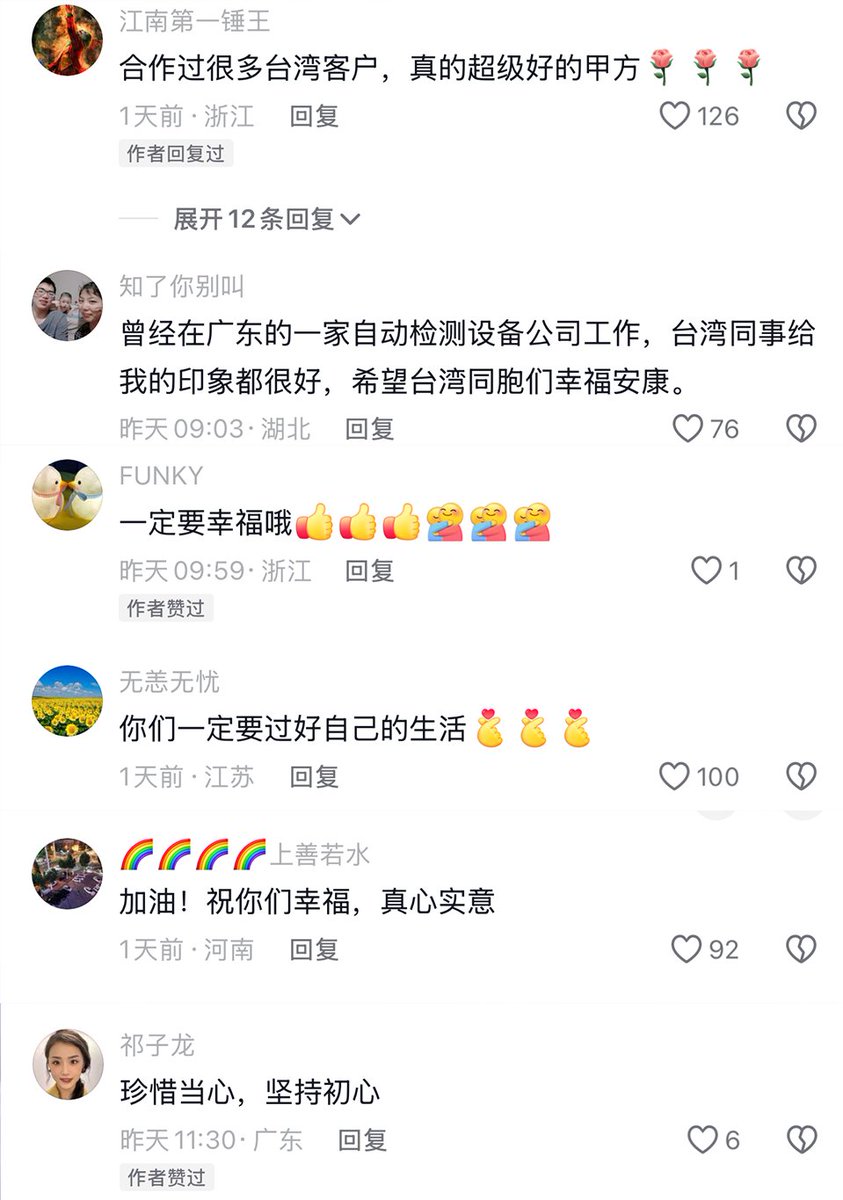 江南第一锤王
合作过很多台湾客户，真的超级好的甲方🌹🌹🌹
1天前·浙江 回复 126
作者回复过
展开12条回复
知了你别叫
曾经在广东的一家自动检测设备公司工作，台湾同事给
我的印象都很好，希望台湾同胞们幸福安康。
昨天09:03·湖北 回复 76
FUNKY
一定要幸福哦👍👍👍🤗🤗🤗
昨天09:59·浙江 回复 1
作者赞过
无恙无忧
你们一定要过好自己的生活🫰🫰🫰
1天前·江苏 回复 100
🌈🌈🌈🌈上善若水
加油！祝你们幸福，真心实意
1天前·河南 回复 92
祁子龙
珍惜当心，坚持初心
昨天11:30·广东 回复 6
作者赞过